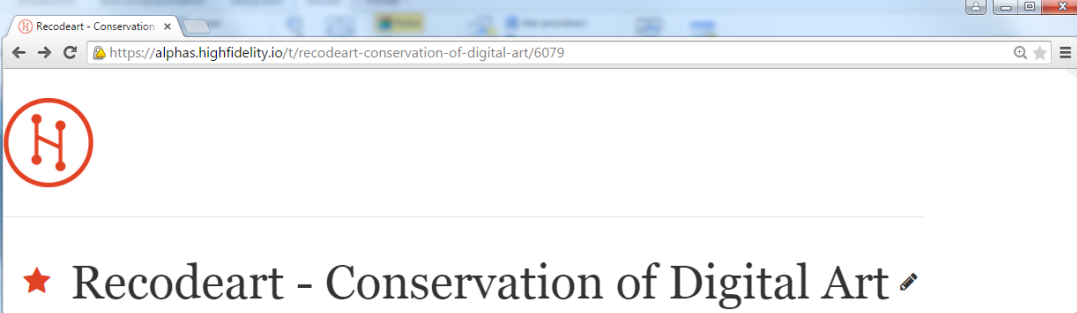 Recodeart - Conservation
https://alphas.highfidelity.io/t/recodeart-conservation-of-digital-art/6079
Recodeart - Conservation of Digital Art